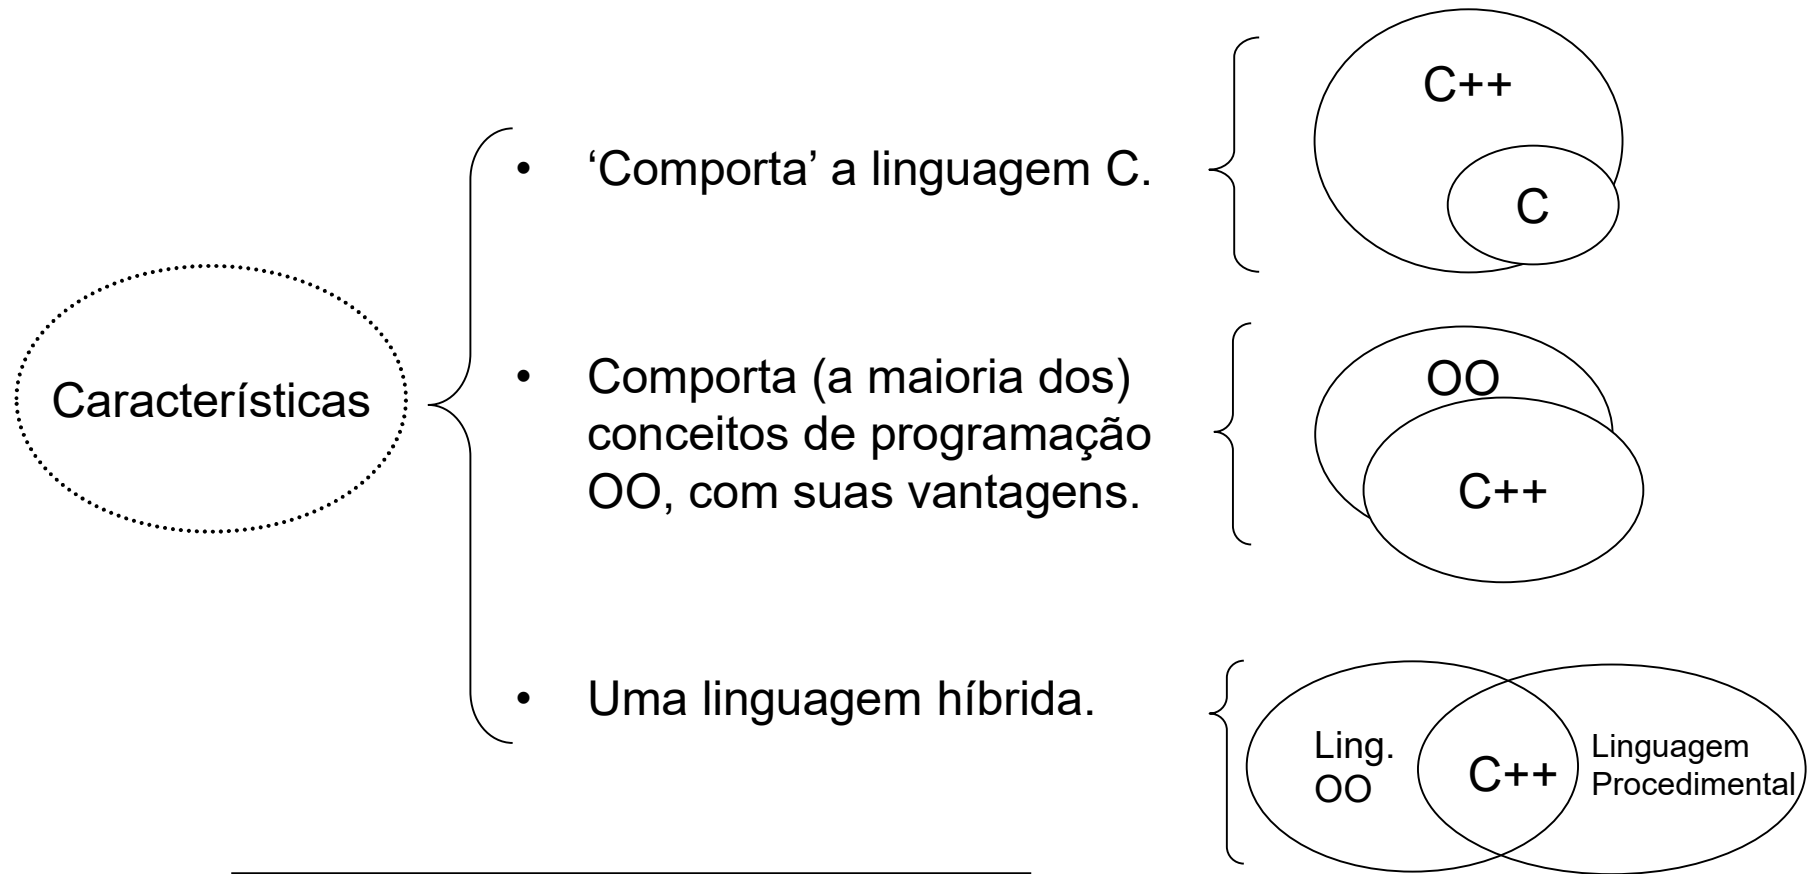 Características
• ‘Comporta’ a linguagem C.
C++
C
• Comporta (a maioria dos)
conceitos de programação
OO, com suas vantagens.
OO
C++
• Uma linguagem híbrida.
Ling.
OO
C++
Linguagem
Procedimental